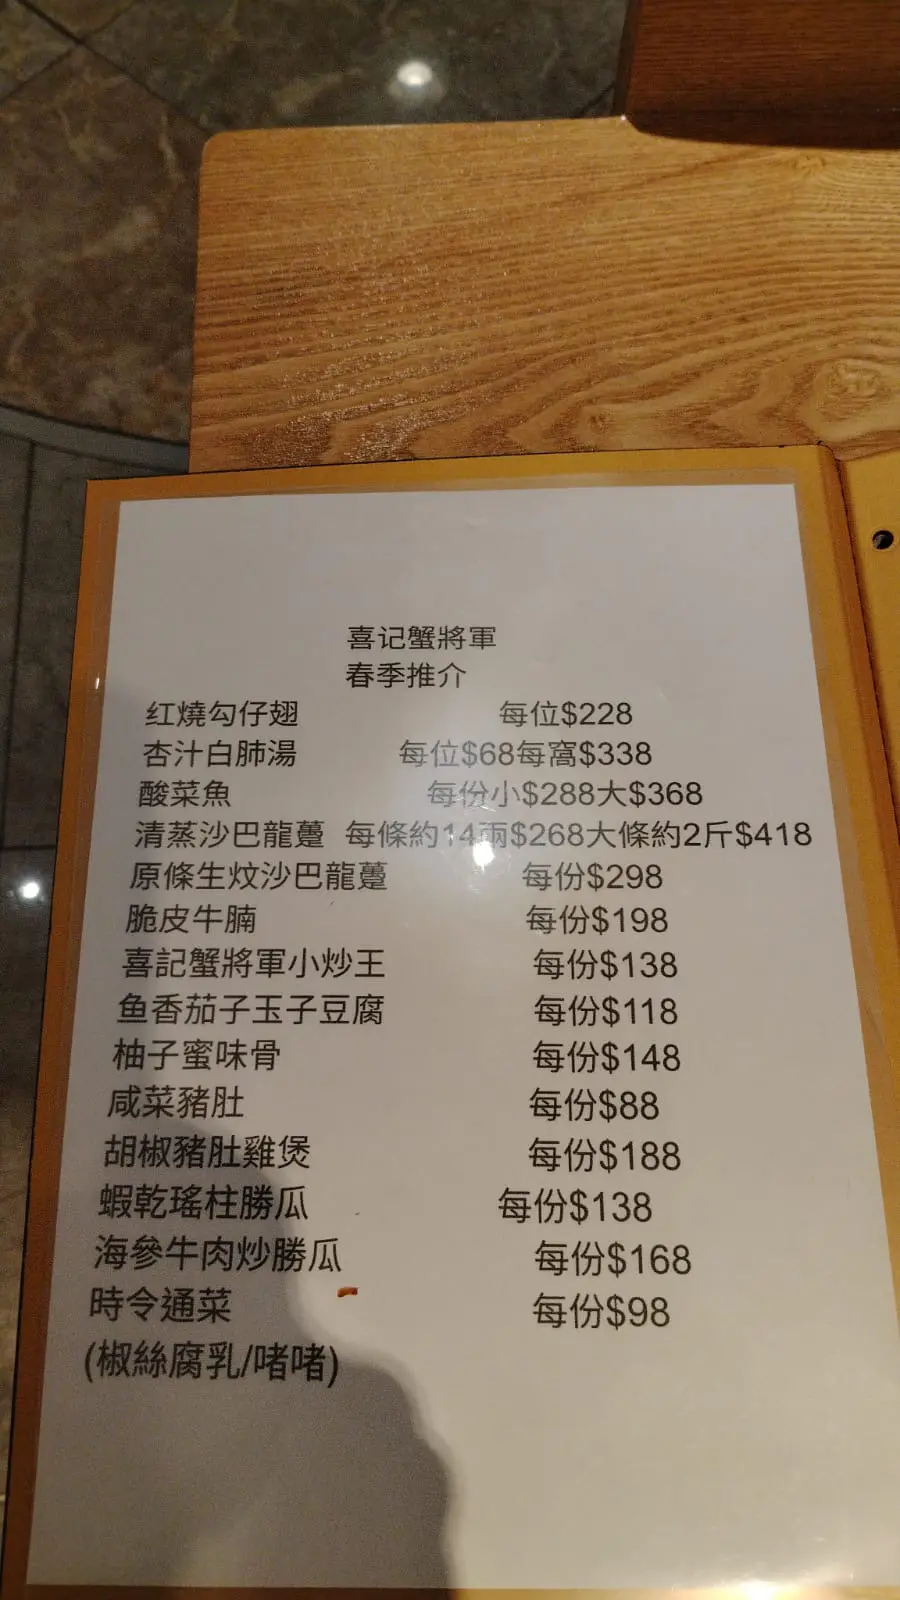 喜记蟹將軍
春季推介
红燒勾仔翅 每位$228
杏汁白肺湯 每位$68每窩$338
酸菜魚 每份小$288大$368
清蒸沙巴龍躉 每條約14兩$268大條約2斤$418
原條生炆沙巴龍躉 每份$298
脆皮牛腩 每份$198
喜記蟹將軍小炒王 每份$138
鱼香茄子玉子豆腐 每份$118
柚子蜜味骨 每份$148
咸菜豬肚 每份$88
胡椒豬肚雞煲 每份$188
蝦乾瑤柱勝瓜 每份$138
海參牛肉炒勝瓜 每份$168
時令通菜 每份$98
(椒絲腐乳/啫啫)